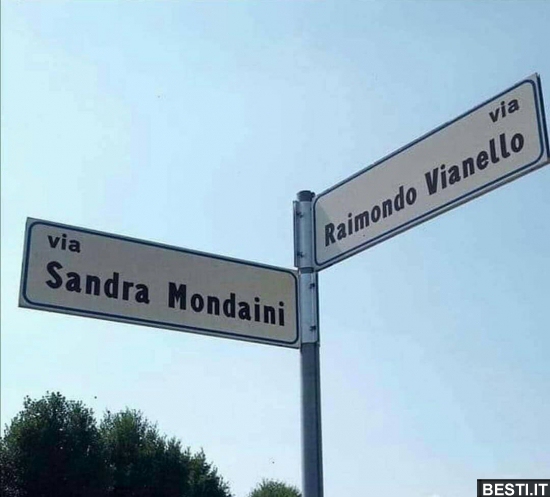 via
Raimondo Vianello
via
Sandra Mondaini
BESTI.IT